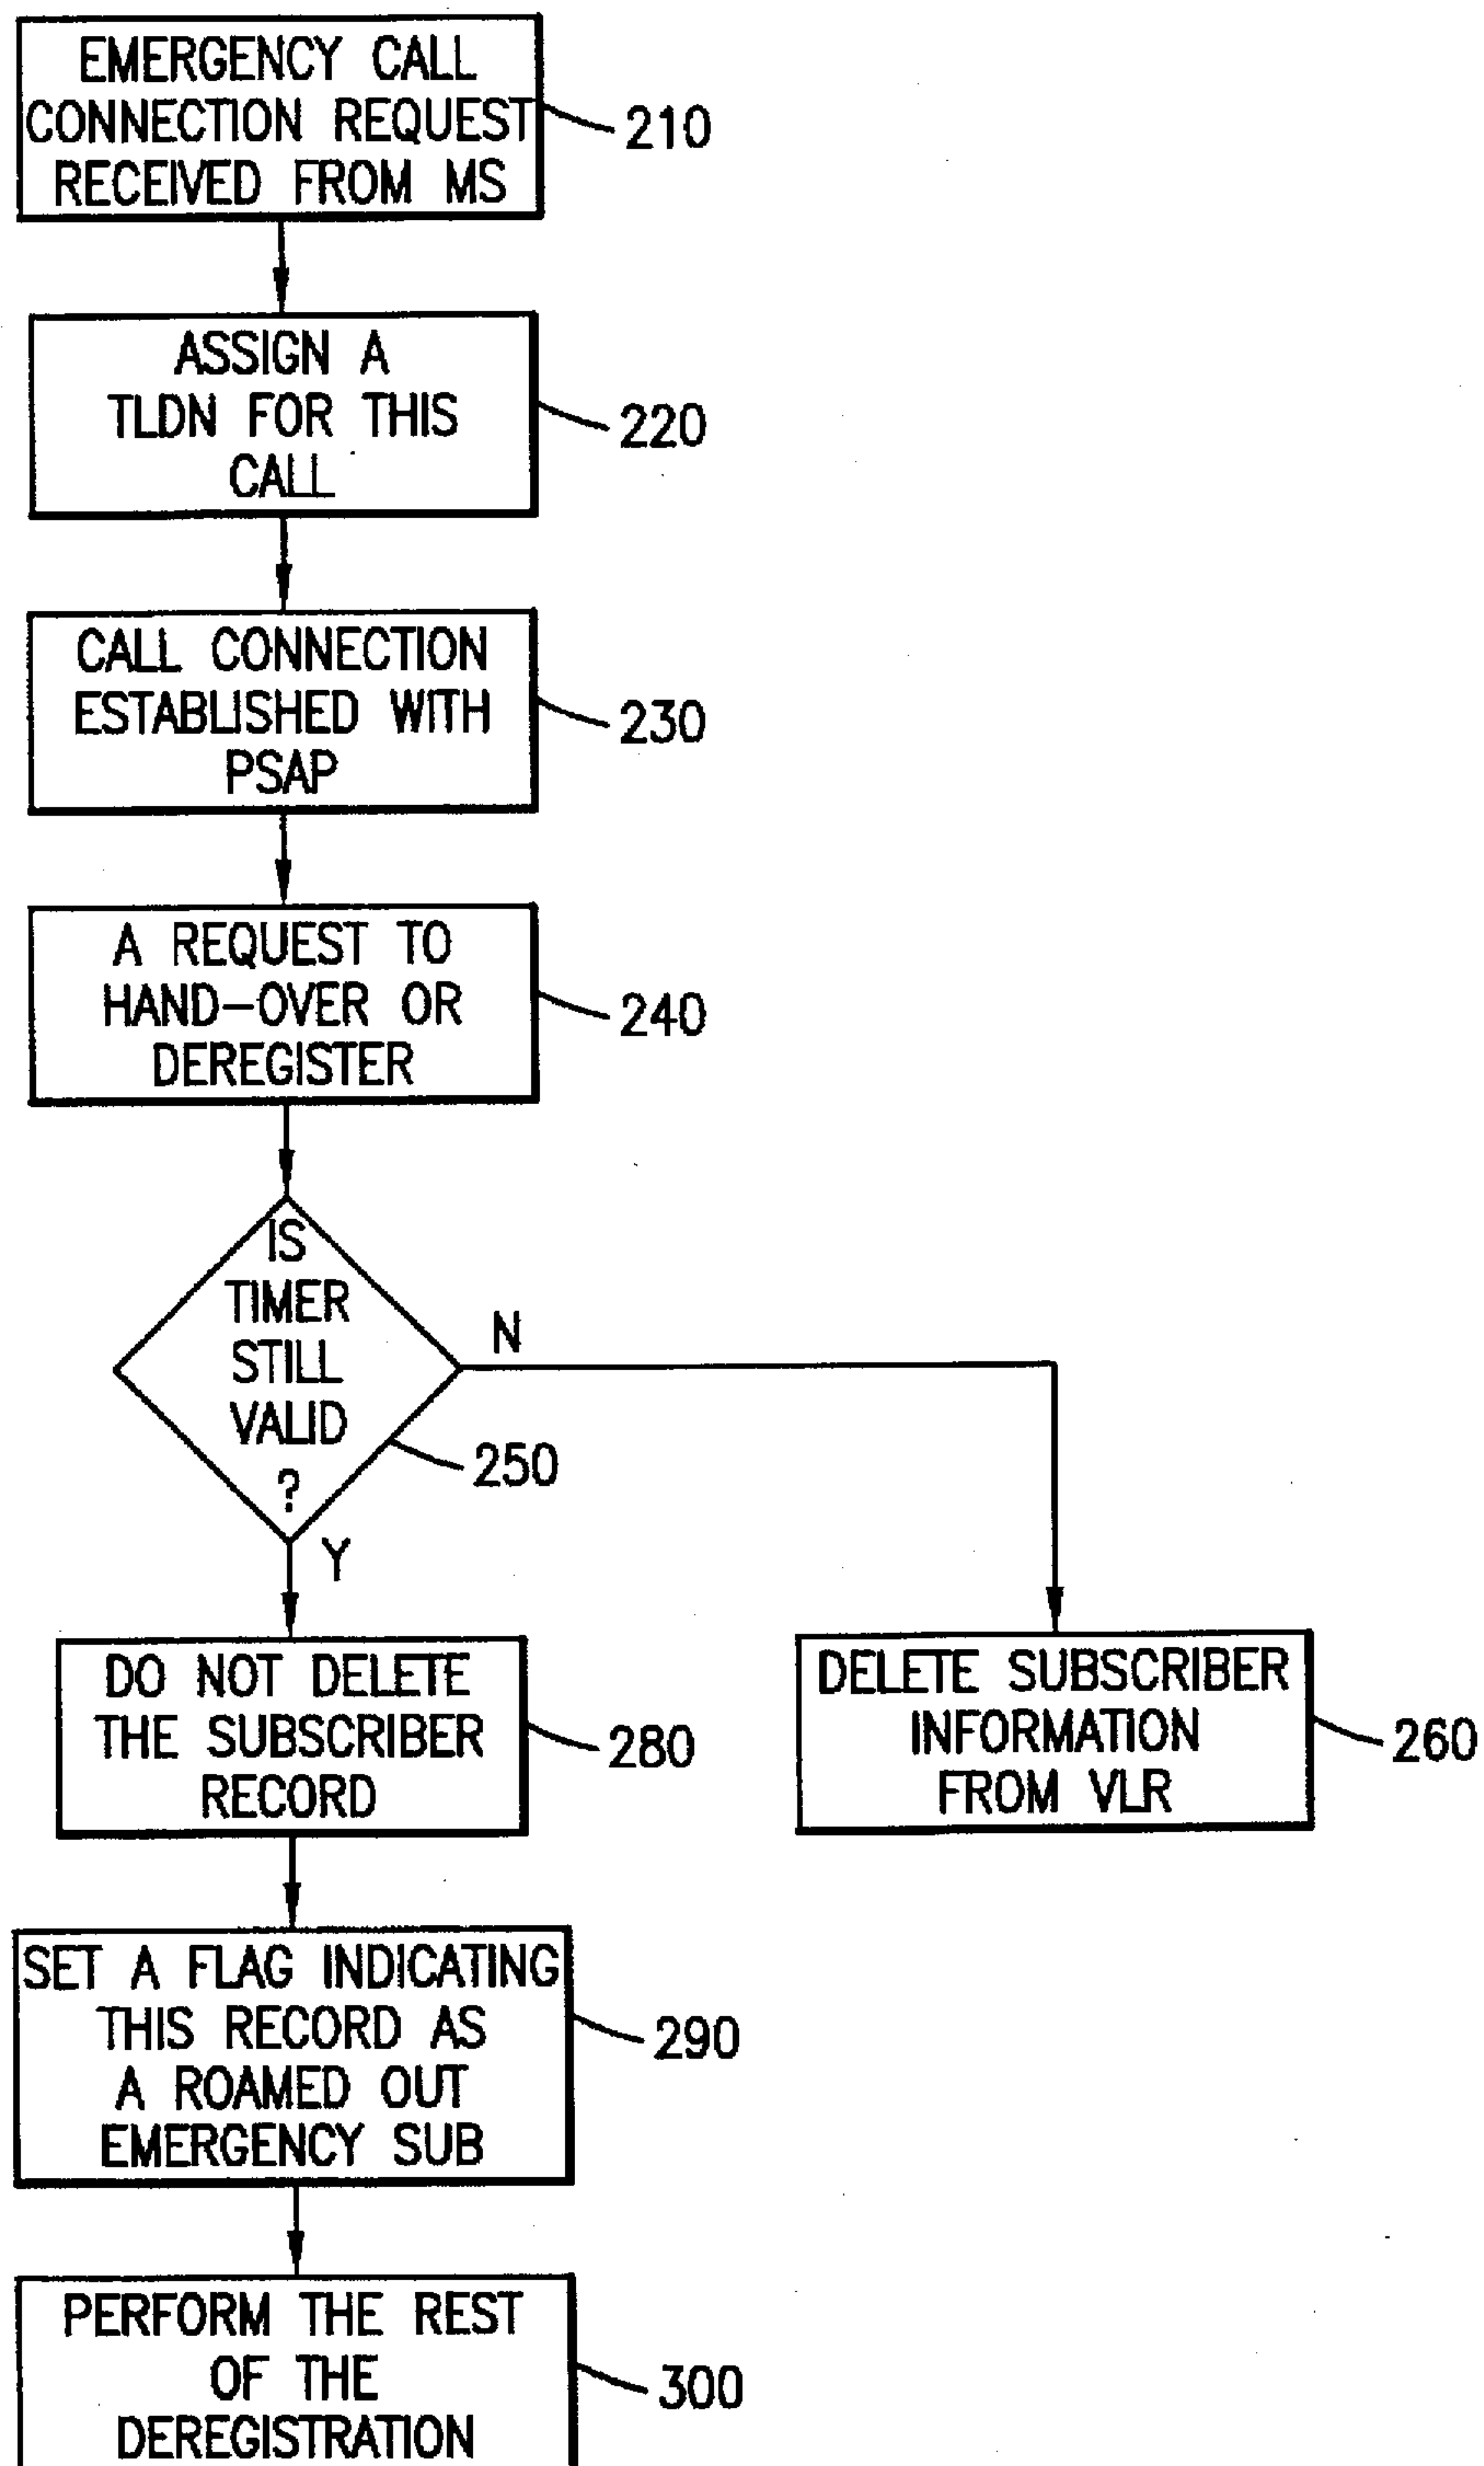 EMERGENCY CALL
CONNECTION REQUEST
RECEIVED FROM MS
210
ASSIGN A
TLDN FOR THIS
CALL
220
CALL CONNECTION
ESTABLISHED WITH
PSAP
230
A REQUEST TO
HAND-OVER OR
DEREGISTER
240
IS
TIMER
STILL
VALID
?
250
N
Y
DO NOT DELETE
THE SUBSCRIBER
RECORD
280
DELETE SUBSCRIBER
INFORMATION
FROM VLR
260
SET A FLAG INDICATING
THIS RECORD AS
A ROAMED OUT
EMERGENCY SUB
290
PERFORM THE REST
OF THE
DEREGISTRATION
300